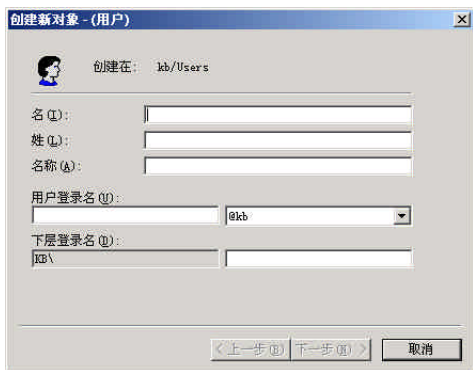 创建新对象 - (用户)
创建在: kb/Users
名(I):
姓(L):
名称(A):
用户登录名(U):
@kb
下层登录名(D):
KB\
< 上一步(B) 下一步(N) > 取消